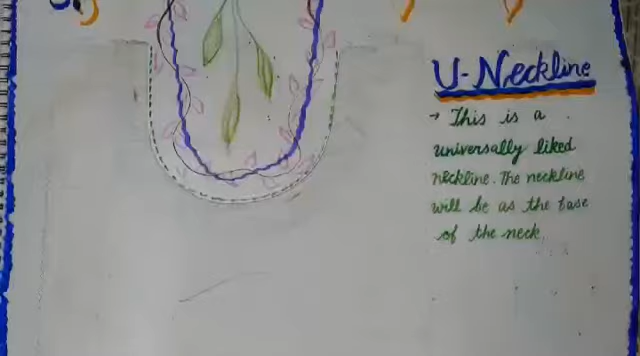 U-Neckline
→ This is a
universally liked
neckline. The neckline
will be as the base
of the neck.